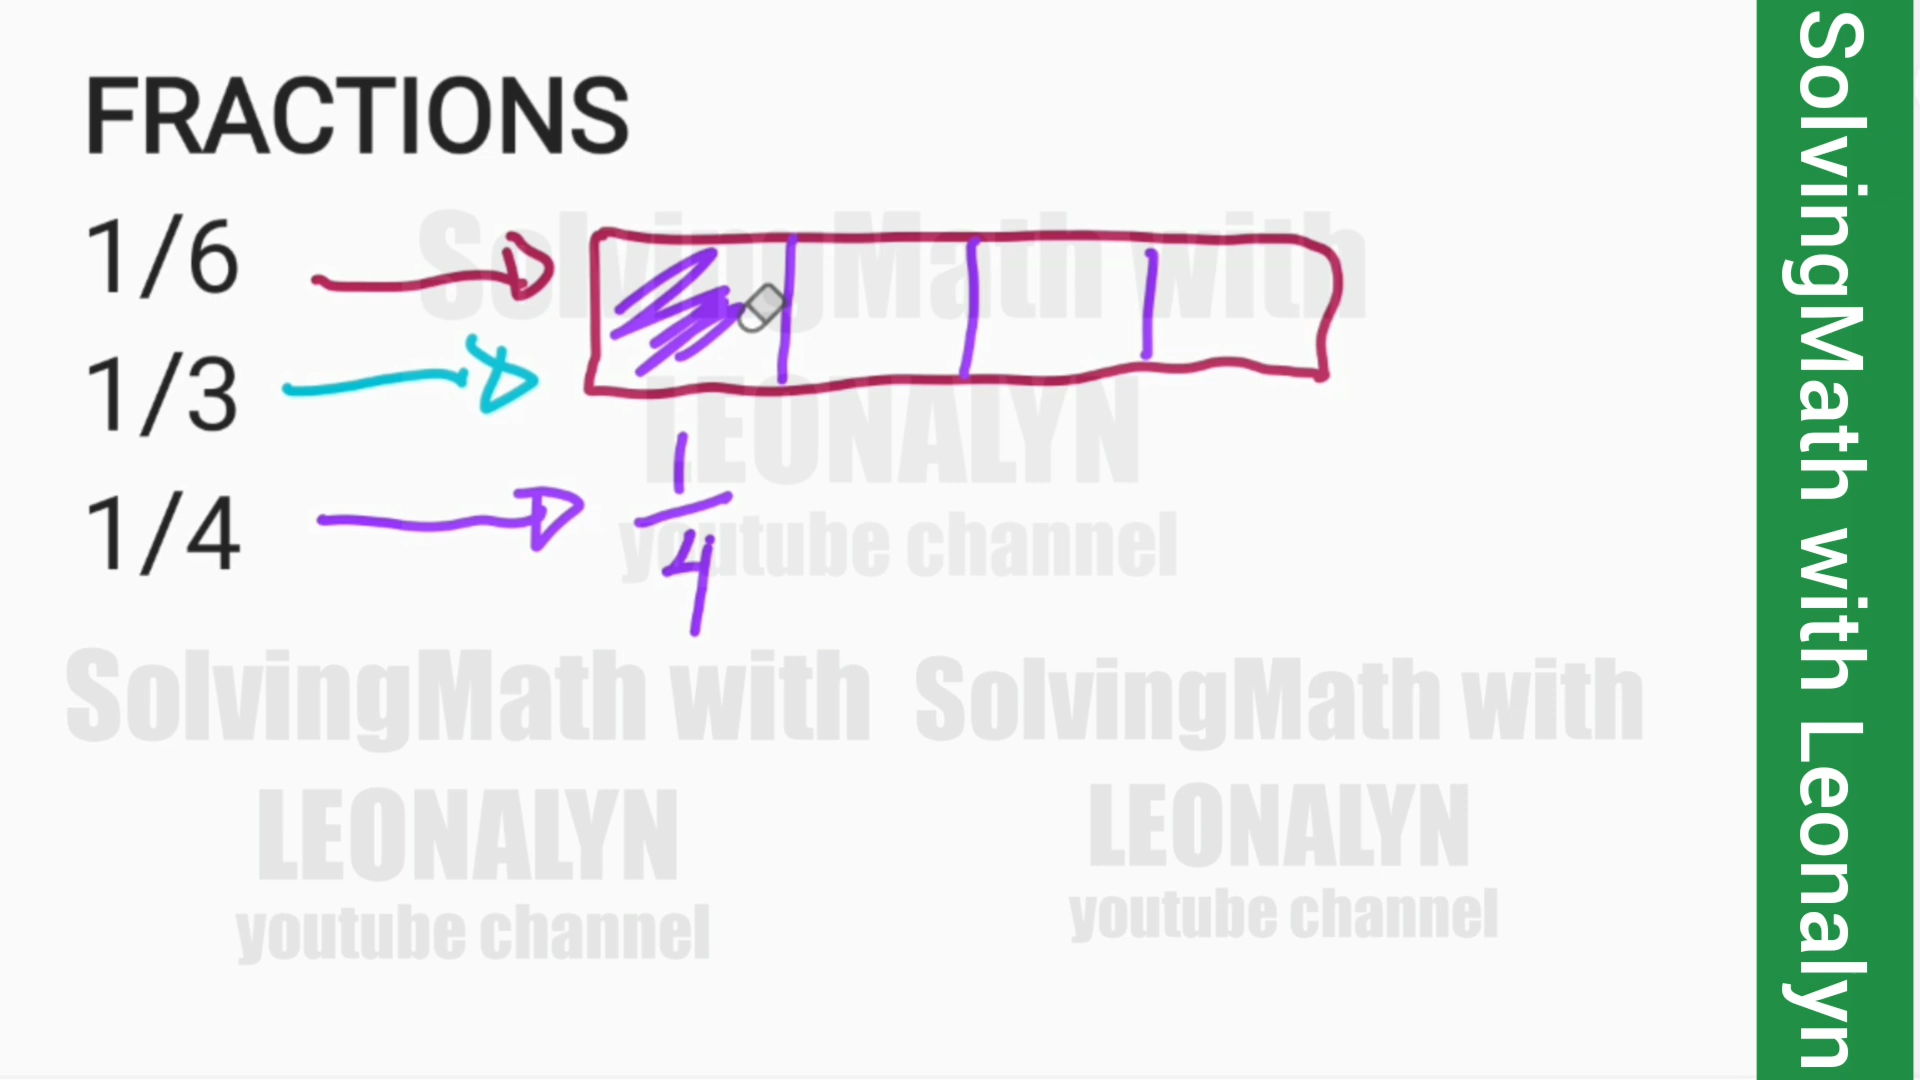 FRACTIONS
1/6
1/3
1/4
1
4
SolvingMath with
LEONALYN
youtube channel
SolvingMath with
LEONALYN
youtube channel
SolvingMath with
LEONALYN
youtube channel
SolvingMath with Leonalyn